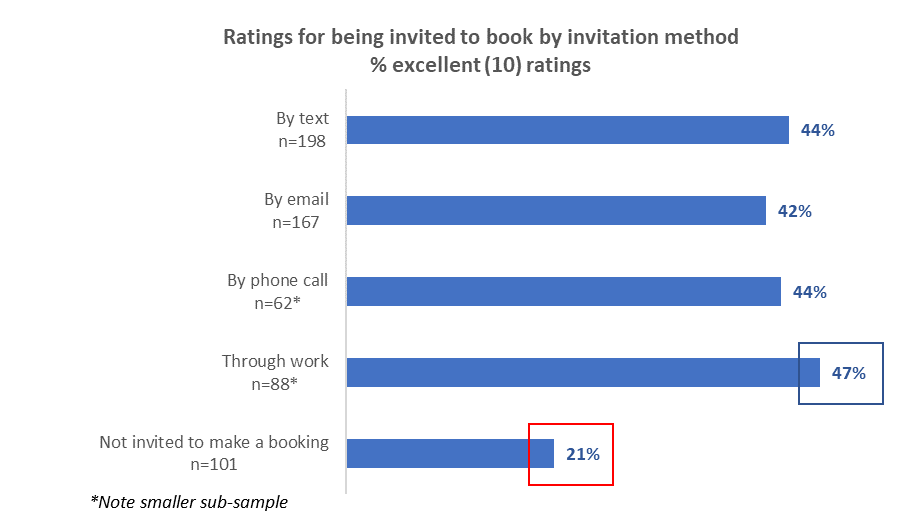 Ratings for being invited to book by invitation method
% excellent (10) ratings
By text
n=198
44%
By email
n=167
42%
By phone call
n=62*
44%
Through work
n=88*
47%
Not invited to make a booking
n=101
21%
*Note smaller sub-sample